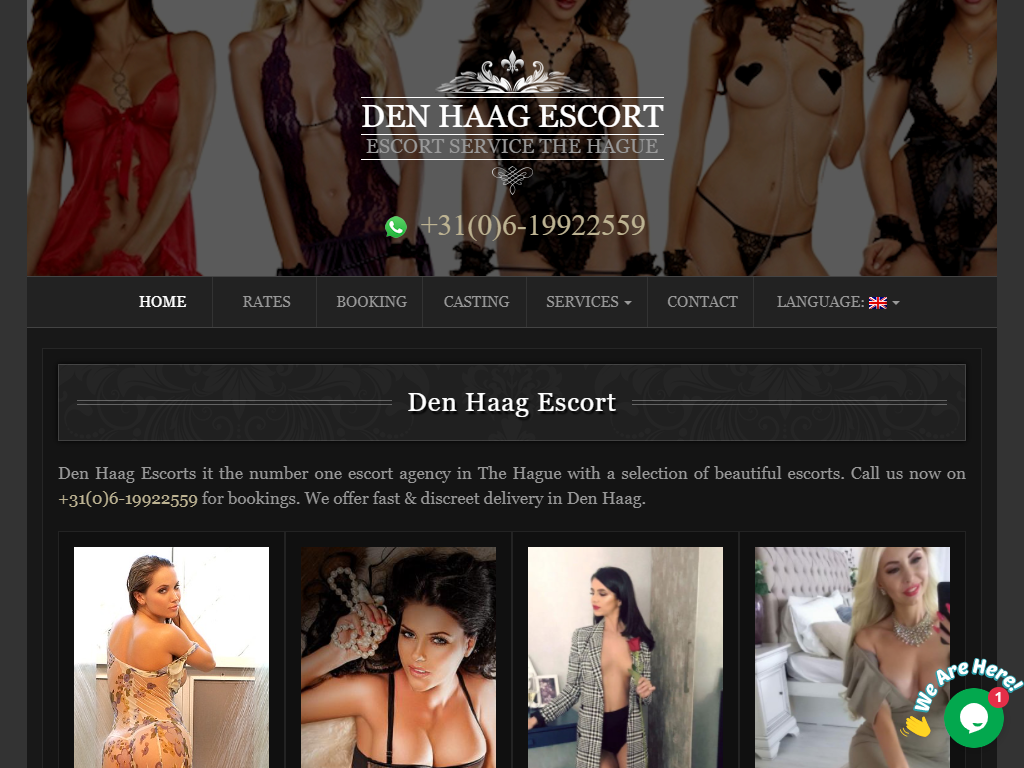 DEN HAAG ESCORT
ESCORT SERVICE THE HAGUE
+31(0)6-19922559
HOME RATES BOOKING CASTING SERVICES CONTACT LANGUAGE:
Den Haag Escort
Den Haag Escorts it the number one escort agency in The Hague with a selection of beautiful escorts. Call us now on
+31(0)6-19922559 for bookings. We offer fast & discreet delivery in Den Haag.
We Are Here!
1